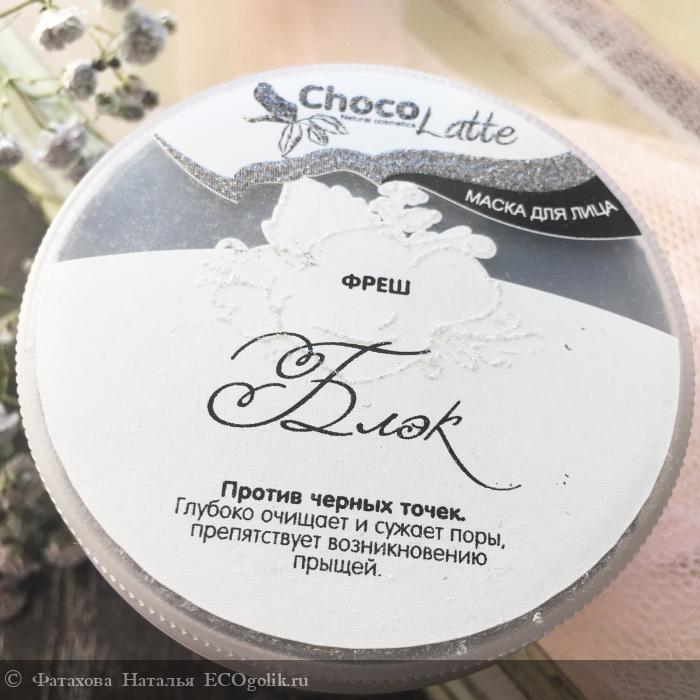 Choco Latte
Natural cosmetics
МАСКА ДЛЯ ЛИЦА
ФРЕШ
Блэк
Против черных точек.
Глубоко очищает и сужает поры,
препятствует возникновению
прыщей.
© Фатахова Наталья ECOgolik.ru